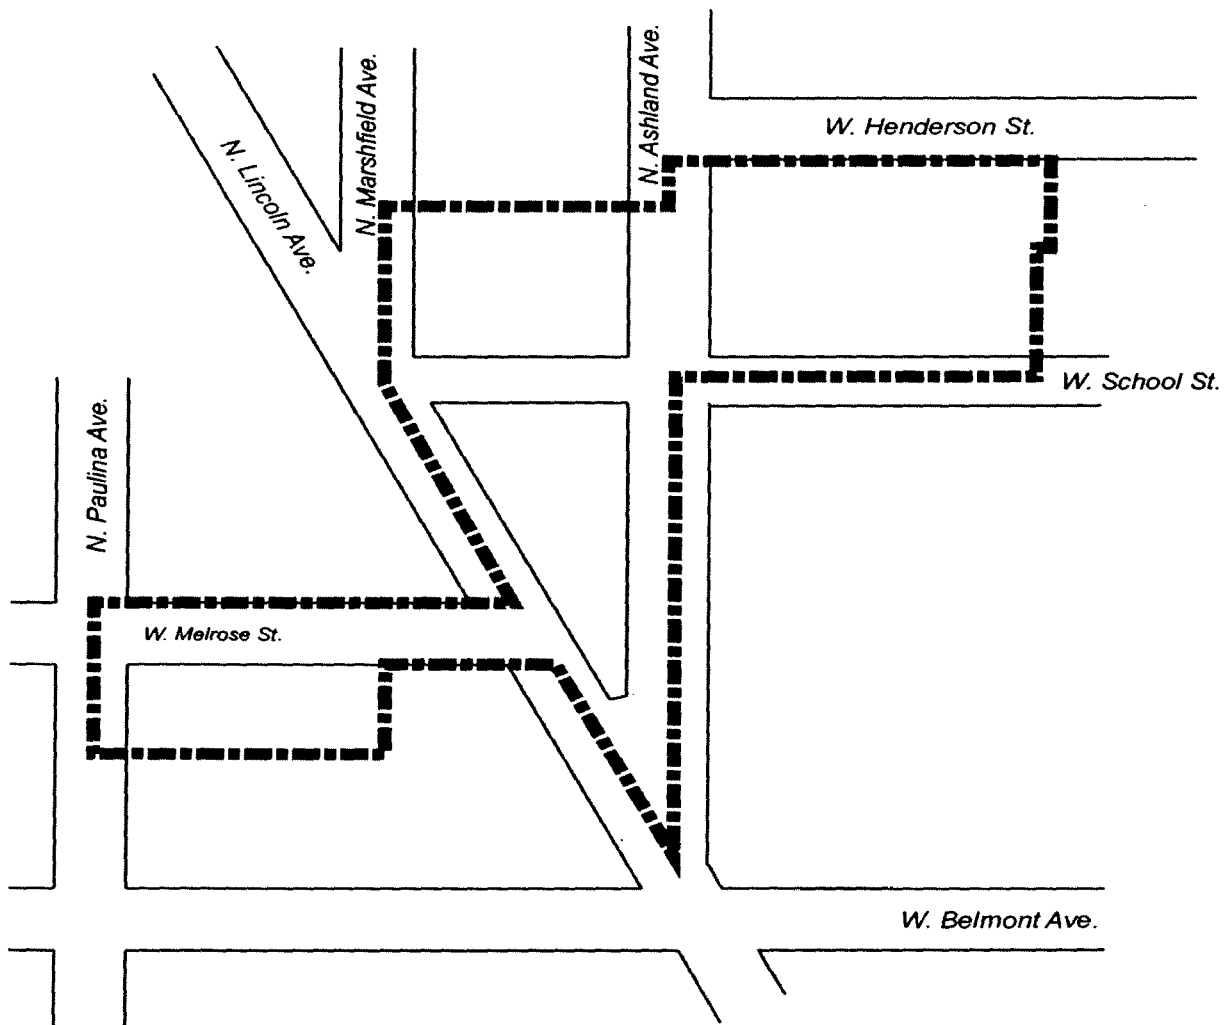 N. Ashland Ave.
N. Marshfield Ave.
W. Henderson St.
N. Lincoln Ave.
W. School St.
N. Paulina Ave.
W. Melrose St.
W. Belmont Ave.